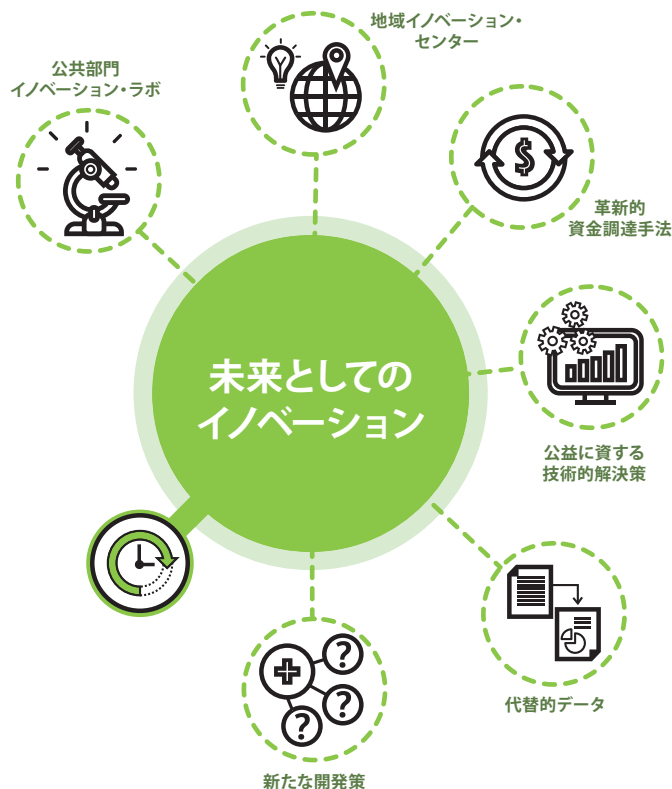 地域イノベーション・
センター
公共部門
イノベーション・ラボ
$
革新的
資金調達手法
未来としての
イノベーション
公益に資する
技術的解決策
代替的データ
?
?
?
新たな開発策